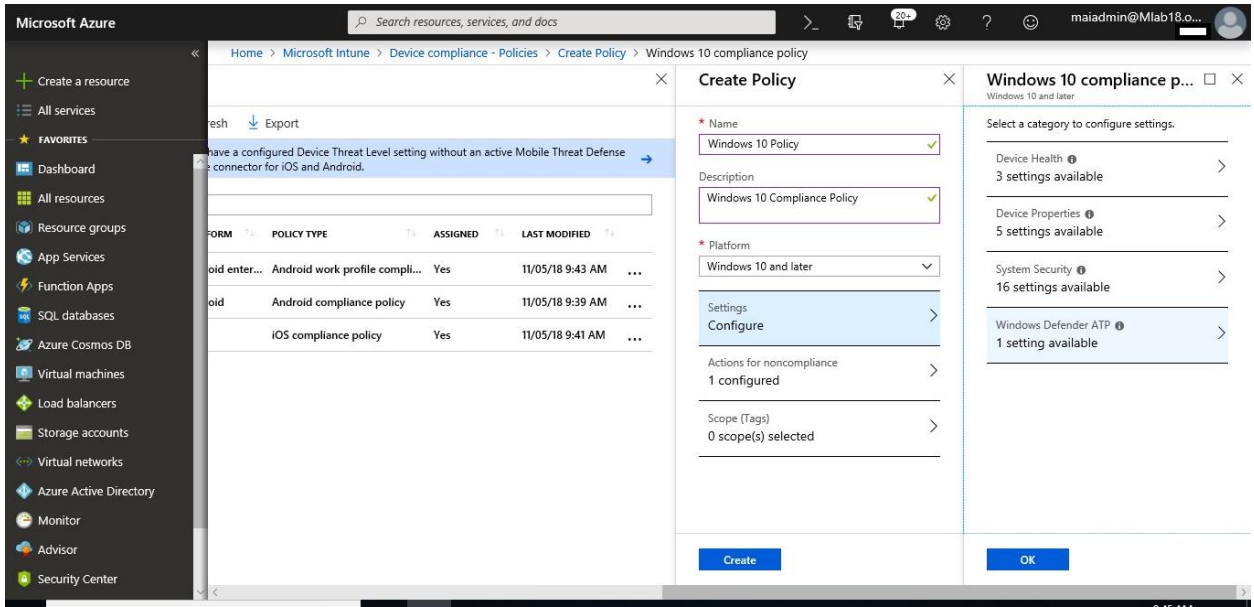 Microsoft Azure
Search resources, services, and docs
20+
maiadmin@Mlab18.o...
Home > Microsoft Intune > Device compliance - Policies > Create Policy > Windows 10 compliance policy
Create a resource
All services
FAVORITES
Dashboard
All resources
Resource groups
App Services
Function Apps
SQL databases
Azure Cosmos DB
Virtual machines
Load balancers
Storage accounts
Virtual networks
Azure Active Directory
Monitor
Advisor
Security Center
resh
Export
have a configured Device Threat Level setting without an active Mobile Threat Defense
connector for iOS and Android.
FORM POLICY TYPE ASSIGNED LAST MODIFIED
oid enter... Android work profile compli... Yes 11/05/18 9:43 AM ...
oid Android compliance policy Yes 11/05/18 9:39 AM ...
iOS compliance policy Yes 11/05/18 9:41 AM ...
Create Policy
* Name
Windows 10 Policy
Description
Windows 10 Compliance Policy
* Platform
Windows 10 and later
Settings
Configure
Actions for noncompliance
1 configured
Scope (Tags)
0 scope(s) selected
Create
Windows 10 compliance p...
Windows 10 and later
Select a category to configure settings.
Device Health
3 settings available
Device Properties
5 settings available
System Security
16 settings available
Windows Defender ATP
1 setting available
OK